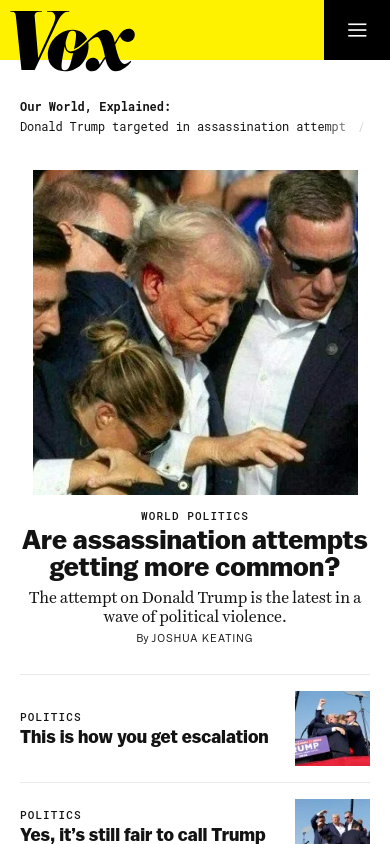 Vox
Our World, Explained:
Donald Trump targeted in assassination attempt /
WORLD POLITICS
Are assassination attempts
getting more common?
The attempt on Donald Trump is the latest in a
wave of political violence.
By JOSHUA KEATING
POLITICS
This is how you get escalation
RUMP
POLITICS
Yes, it’s still fair to call Trump